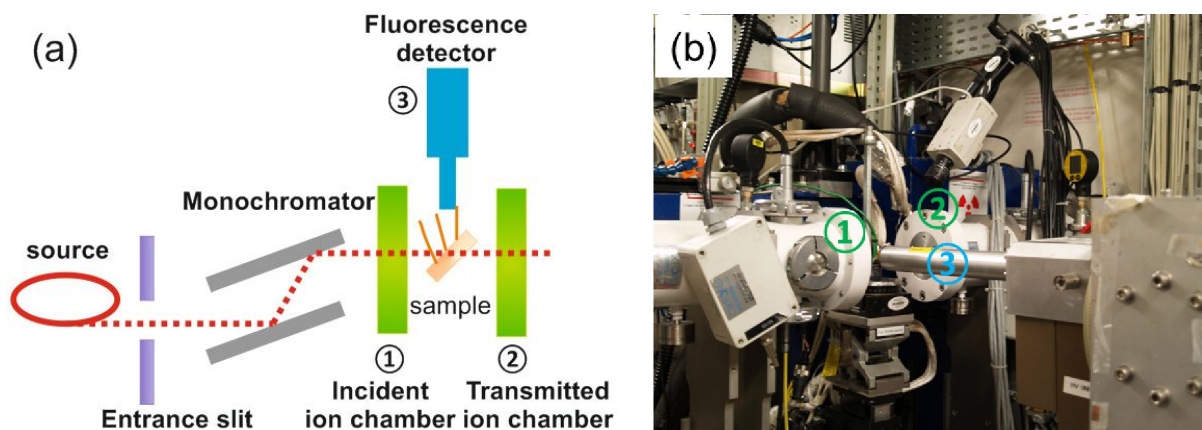 (a)
Fluorescence
detector
③
Monochromator
source
sample
①
②
Entrance slit
Incident
ion chamber
Transmitted
ion chamber
(b)
①
②
③